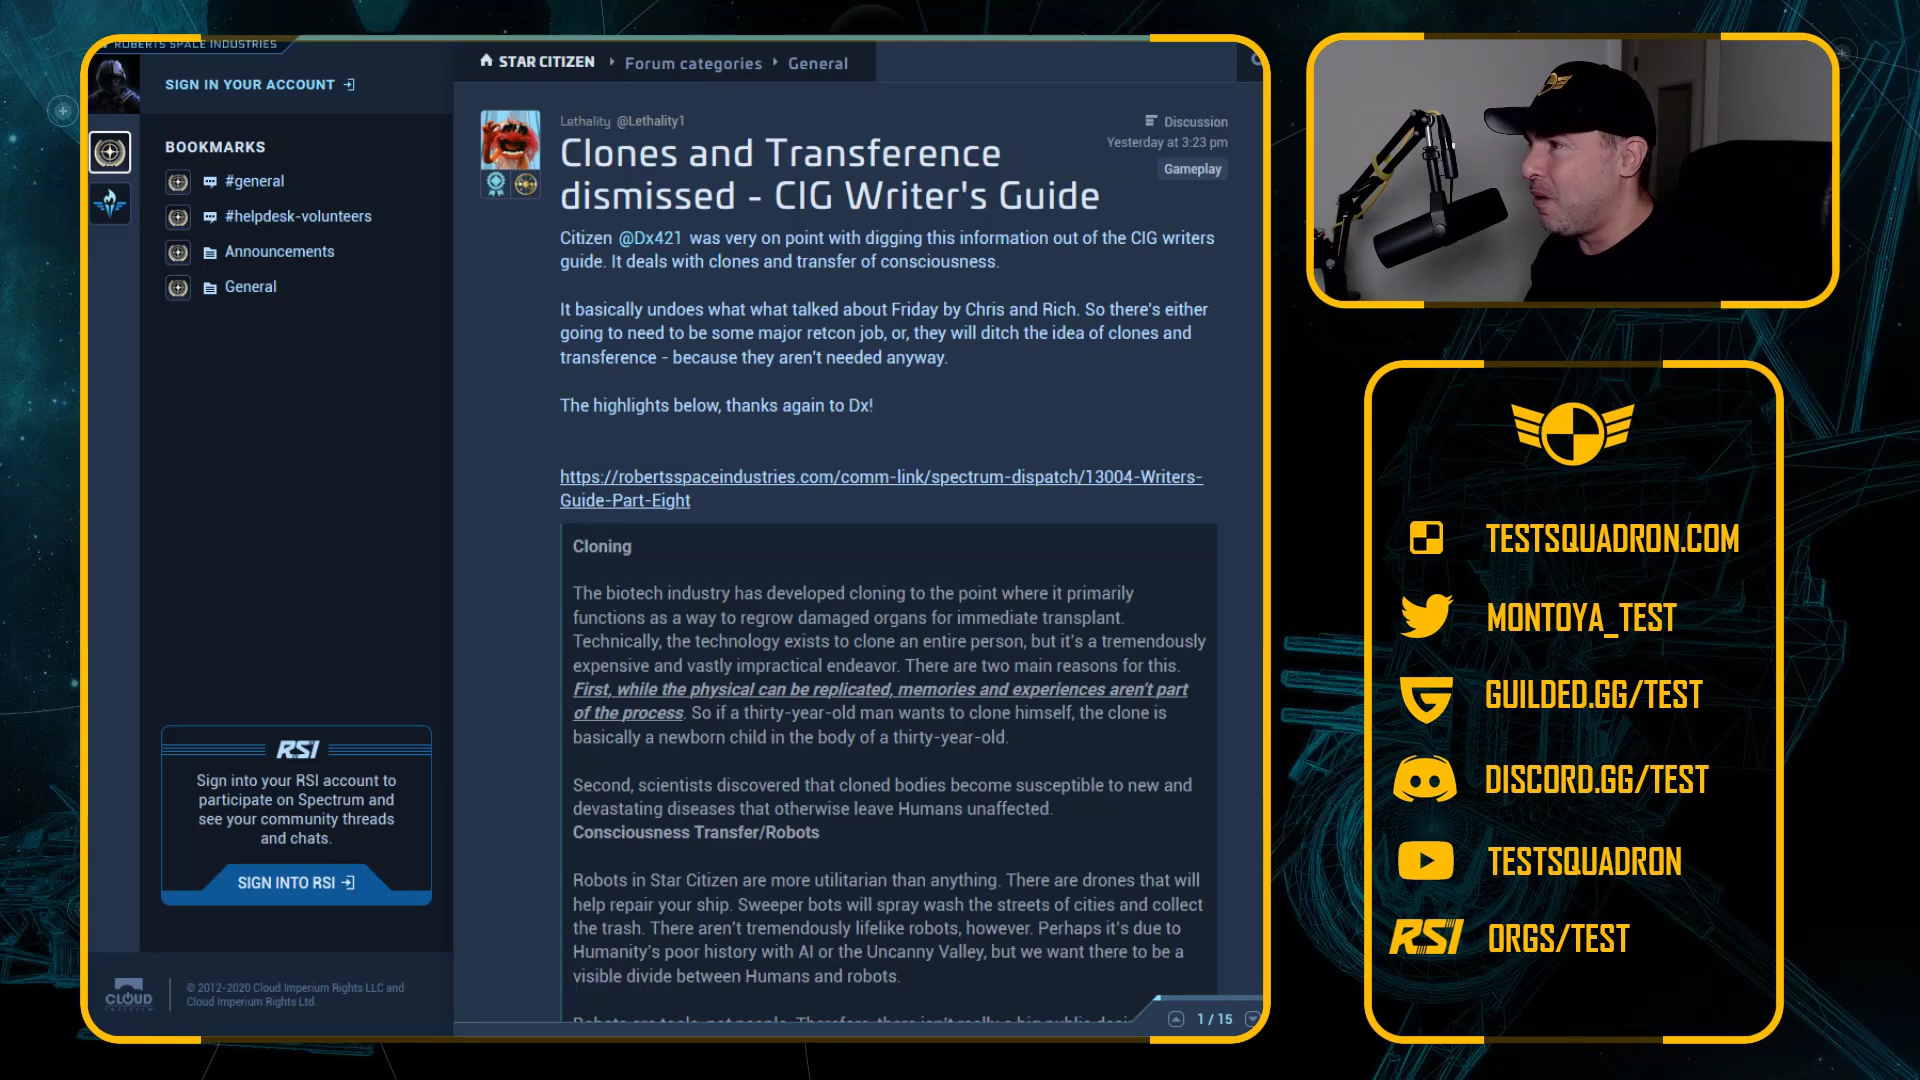 ROBERTS SPACE INDUSTRIES
SIGN IN YOUR ACCOUNT
BOOKMARKS
#general
#helpdesk-volunteers
Announcements
General
RSI
Sign into your RSI account to
participate on Spectrum and
see your community threads
and chats.
SIGN INTO RSI
CLOUD
IMPERIUM
© 2012-2020 Cloud Imperium Rights LLC and
Cloud Imperium Rights Ltd.
STAR CITIZEN Forum categories General
Lethality @Lethality1
Discussion
Yesterday at 3:23 pm
Gameplay
Clones and Transference
dismissed - CIG Writer's Guide
Citizen @Dx421 was very on point with digging this information out of the CIG writers
guide. It deals with clones and transfer of consciousness.
It basically undoes what what talked about Friday by Chris and Rich. So there's either
going to need to be some major retcon job, or, they will ditch the idea of clones and
transference - because they aren't needed anyway.
The highlights below, thanks again to Dx!
https://robertsspaceindustries.com/comm-link/spectrum-dispatch/13004-Writers-
Guide-Part-Eight
Cloning
The biotech industry has developed cloning to the point where it primarily
functions as a way to regrow damaged organs for immediate transplant.
Technically, the technology exists to clone an entire person, but it's a tremendously
expensive and vastly impractical endeavor. There are two main reasons for this.
First, while the physical can be replicated, memories and experiences aren't part
of the process. So if a thirty-year-old man wants to clone himself, the clone is
basically a newborn child in the body of a thirty-year-old.
Second, scientists discovered that cloned bodies become susceptible to new and
devastating diseases that otherwise leave Humans unaffected.
Consciousness Transfer/Robots
Robots in Star Citizen are more utilitarian than anything. There are drones that will
help repair your ship. Sweeper bots will spray wash the streets of cities and collect
the trash. There aren't tremendously lifelike robots, however. Perhaps it's due to
Humanity's poor history with AI or the Uncanny Valley, but we want there to be a
visible divide between Humans and robots.
1 / 15
TESTSQUADRON.COM
MONTOYA_TEST
GUILDED.GG/TEST
DISCORD.GG/TEST
TESTSQUADRON
RSI ORGS/TEST